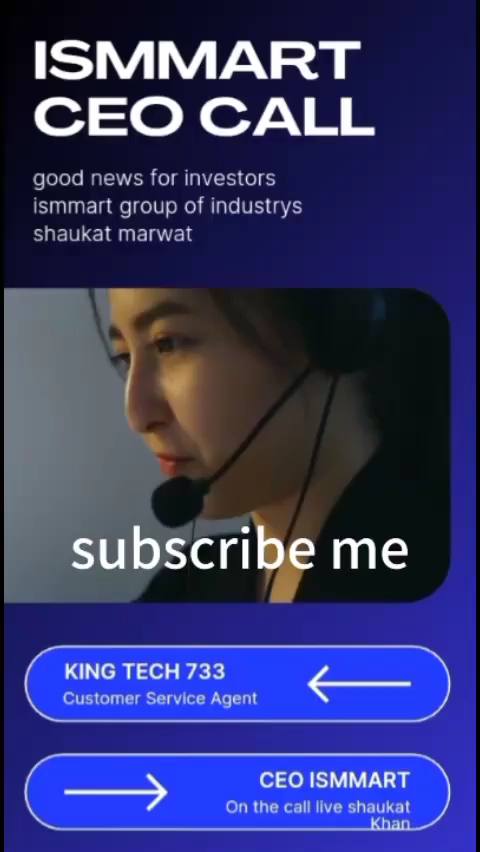 ISMMART
CEO CALL
good news for investors
ismmart group of industrys
shaukat marwat
subscribe me
KING TECH 733
Customer Service Agent
CEO ISMMART
On the call live shaukat
Khan